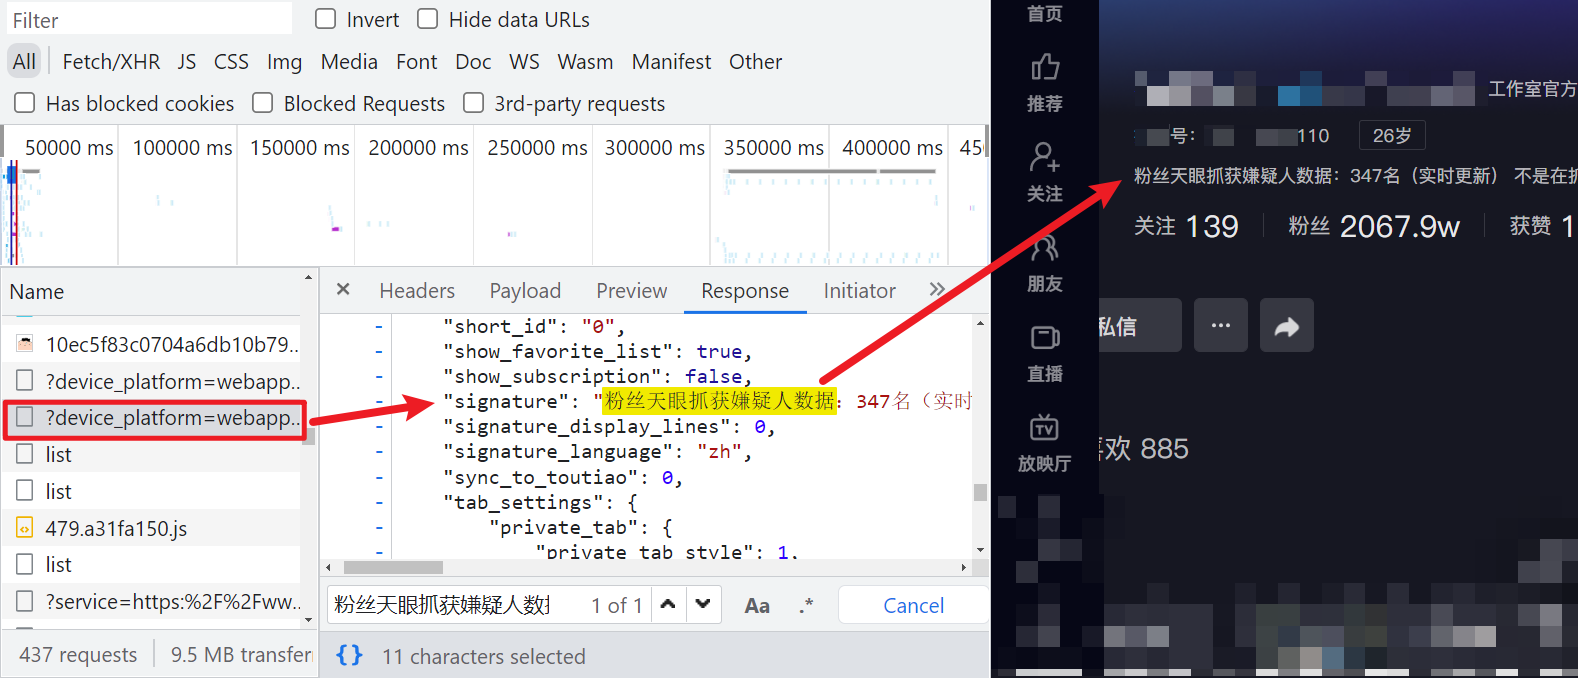 Filter
Invert
Hide data URLs
All
Fetch/XHR
JS
CSS
Img
Media
Font
Doc
WS
Wasm
Manifest
Other
Has blocked cookies
Blocked Requests
3rd-party requests
50000 ms
100000 ms
150000 ms
200000 ms
250000 ms
300000 ms
350000 ms
400000 ms
45
Name
10ec5f83c0704a6db10b79...
?device_platform=webapp...
?device_platform=webapp...
list
list
479.a31fa150.js
list
?service=https:%2F%2Fww...
437 requests
9.5 MB transfer
Headers
Payload
Preview
Response
Initiator
"short_id": "0",
"show_favorite_list": true,
"show_subscription": false,
"signature": "粉丝天眼抓获嫌疑人数据：347名（实时
"signature_display_lines": 0,
"signature_language": "zh",
"sync_to_toutiao": 0,
"tab_settings": {
"private_tab": {
"private_tab_style": 1,
粉丝天眼抓获嫌疑人数据
1 of 1
Aa
.*
Cancel
{}
11 characters selected
首页
推荐
关注
朋友
直播
放映厅
工作室官方
号：
110
26岁
粉丝天眼抓获嫌疑人数据：347名（实时更新） 不是在抓
关注 139
粉丝 2067.9w
获赞 1
私信
喜欢 885